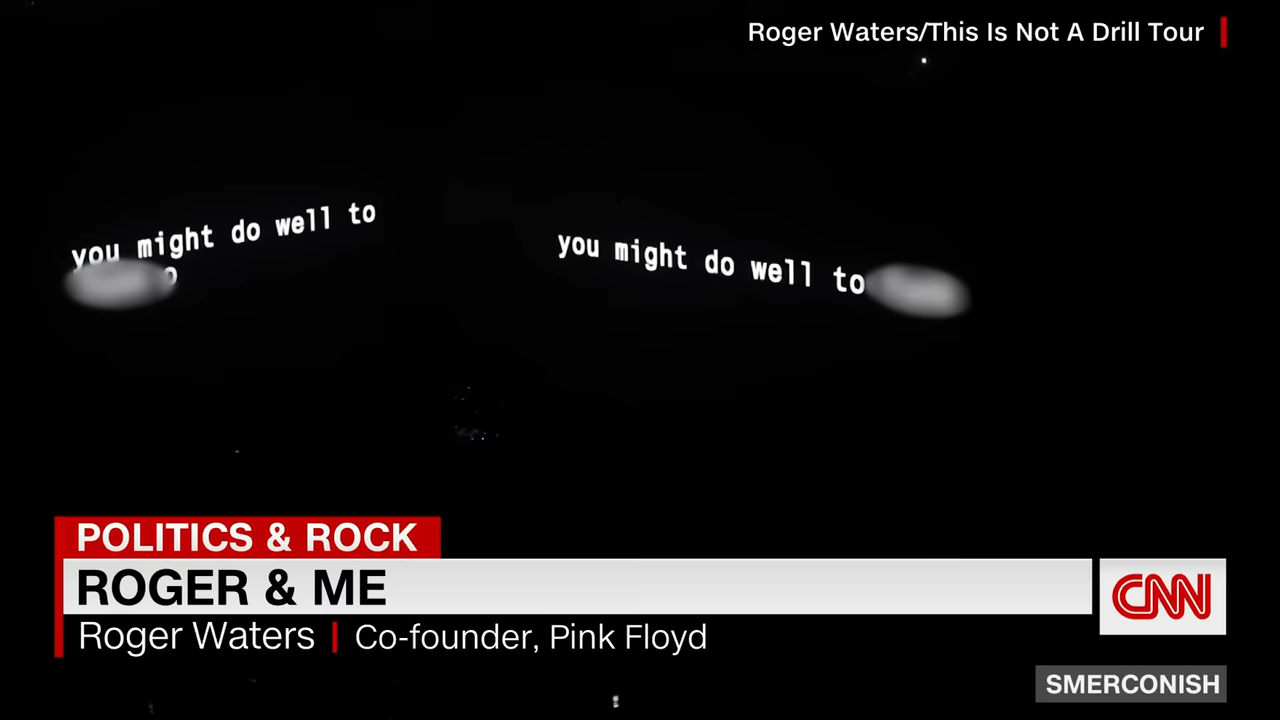 Roger Waters/This Is Not A Drill Tour
you might do well to
you might do well to
POLITICS & ROCK
ROGER & ME
CNN
Roger Waters | Co-founder, Pink Floyd
SMERCONISH